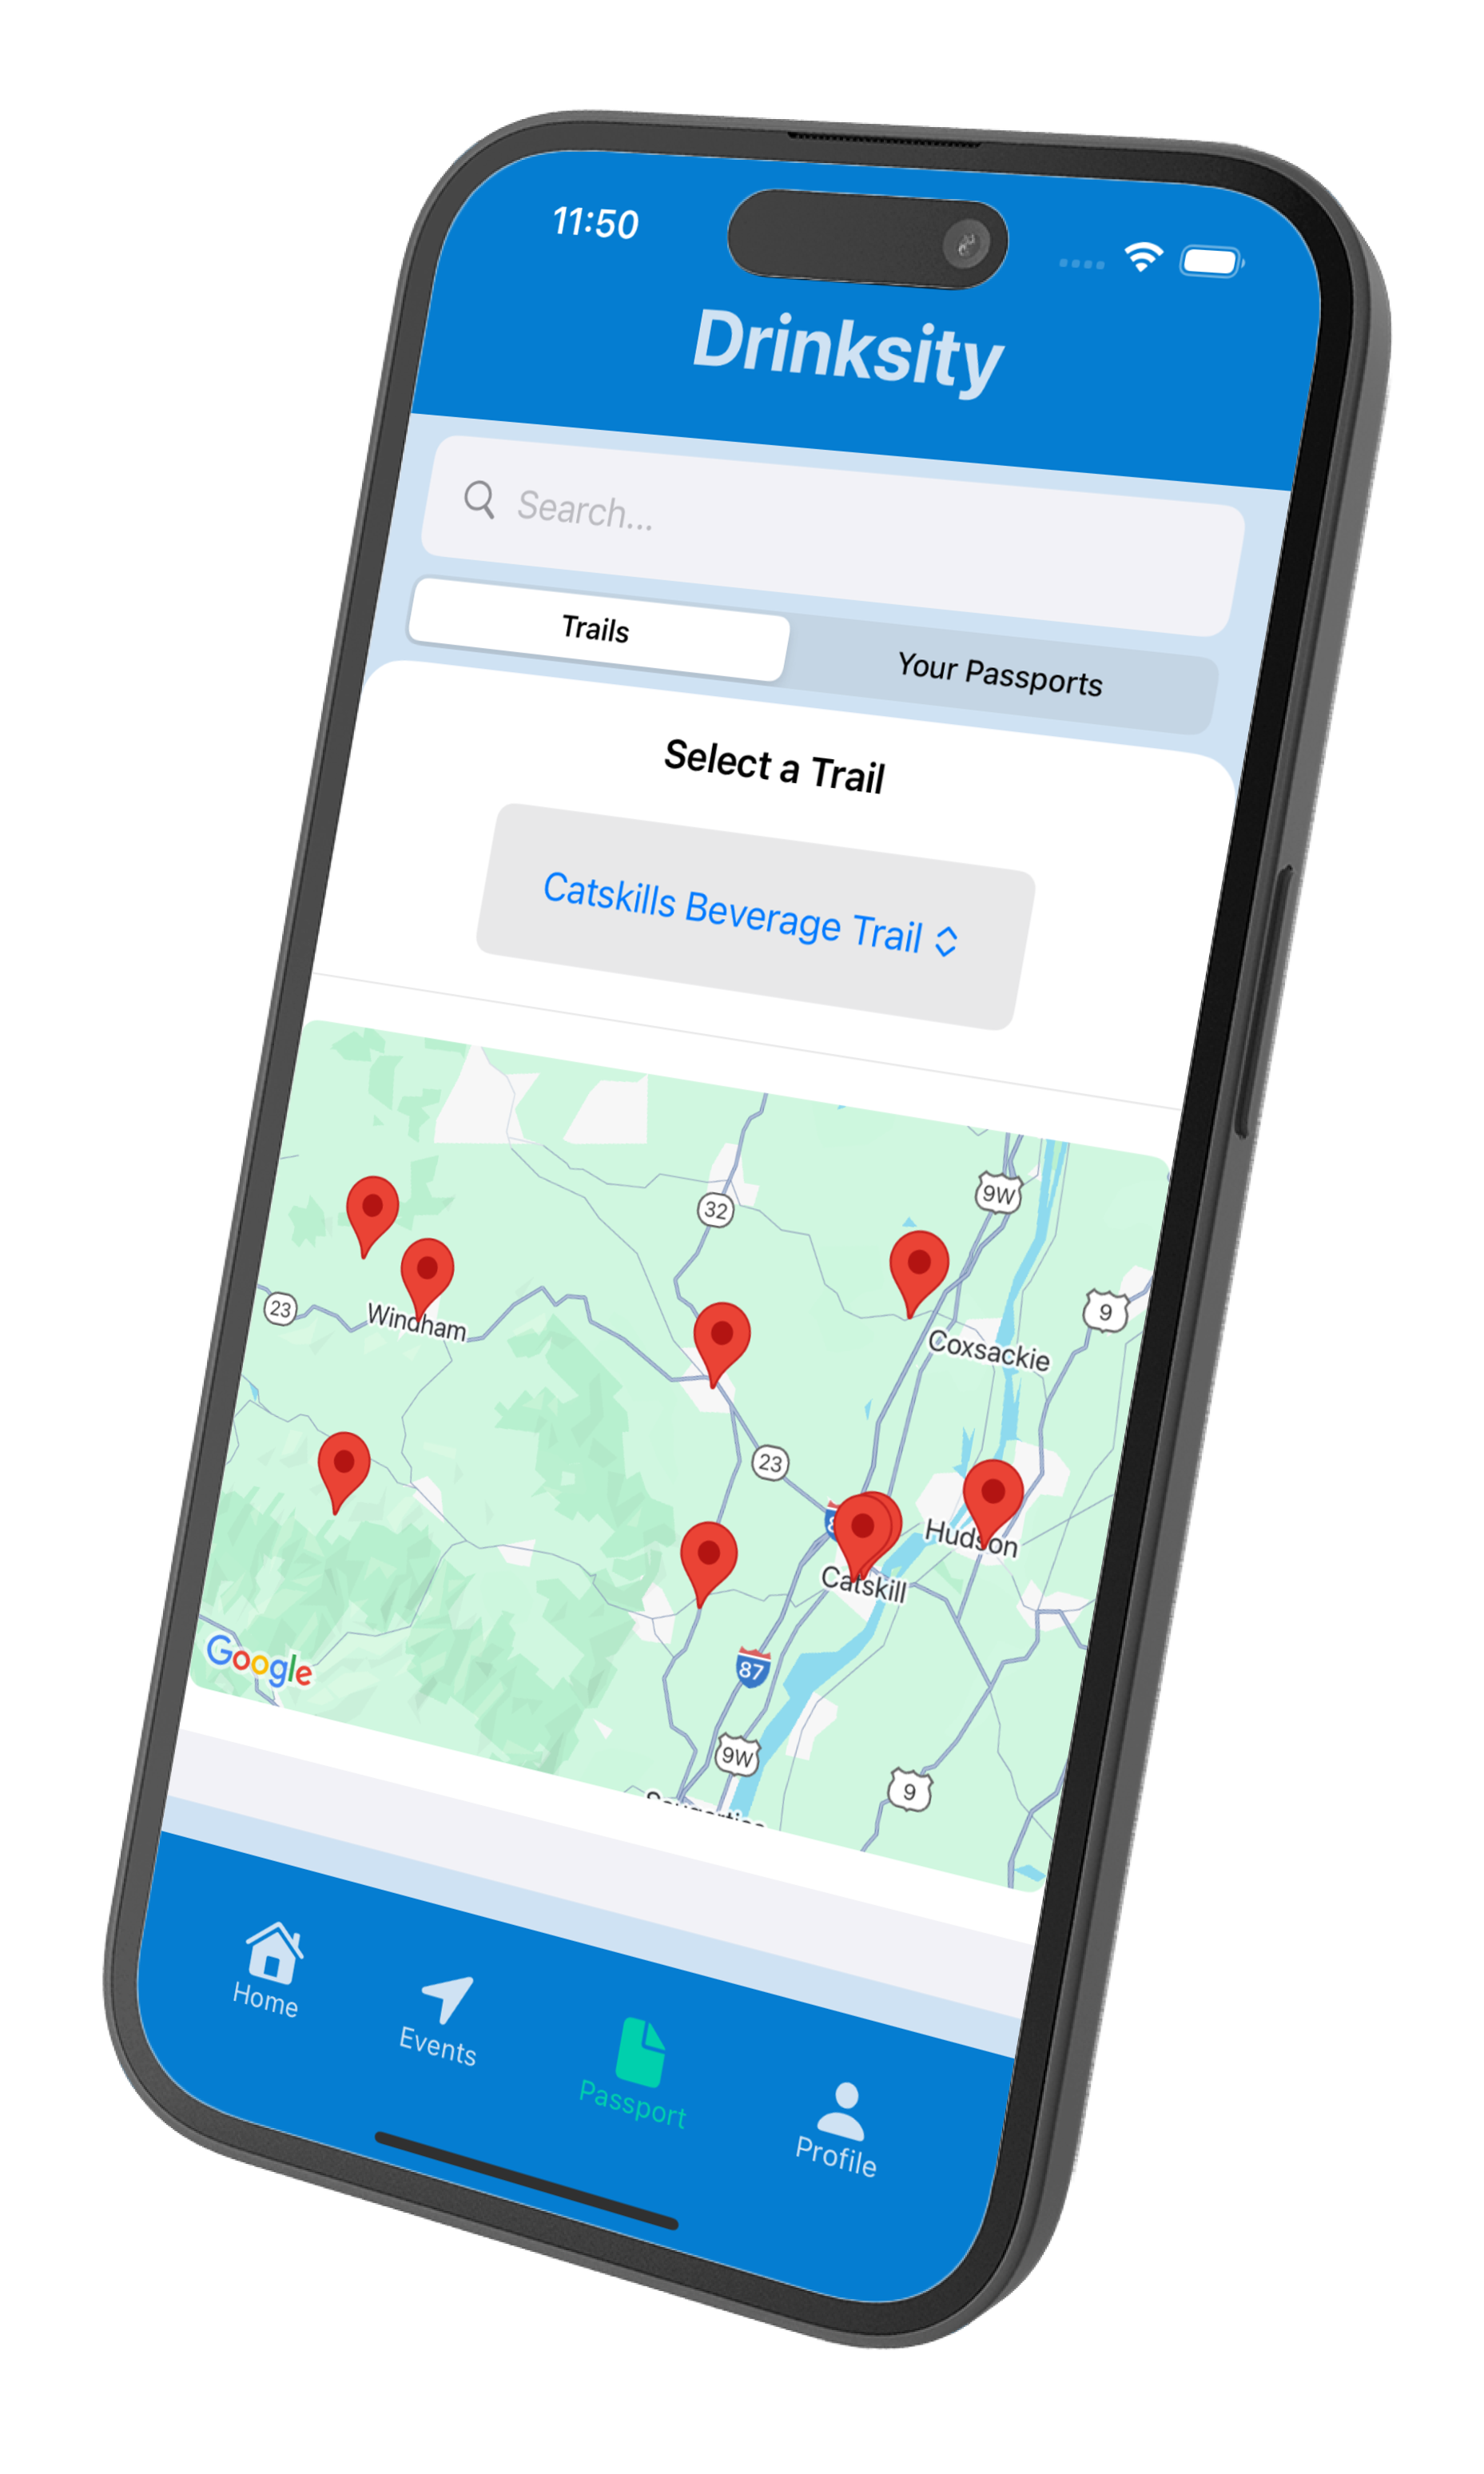 11:50
Drinksity
Search...
Trails
Your Passports
Select a Trail
Catskills Beverage Trail
9W
32
9
23
Windham
Coxsackie
23
Hudson
Catskill
87
Google
9W
9
Home
Events
Passport
Profile